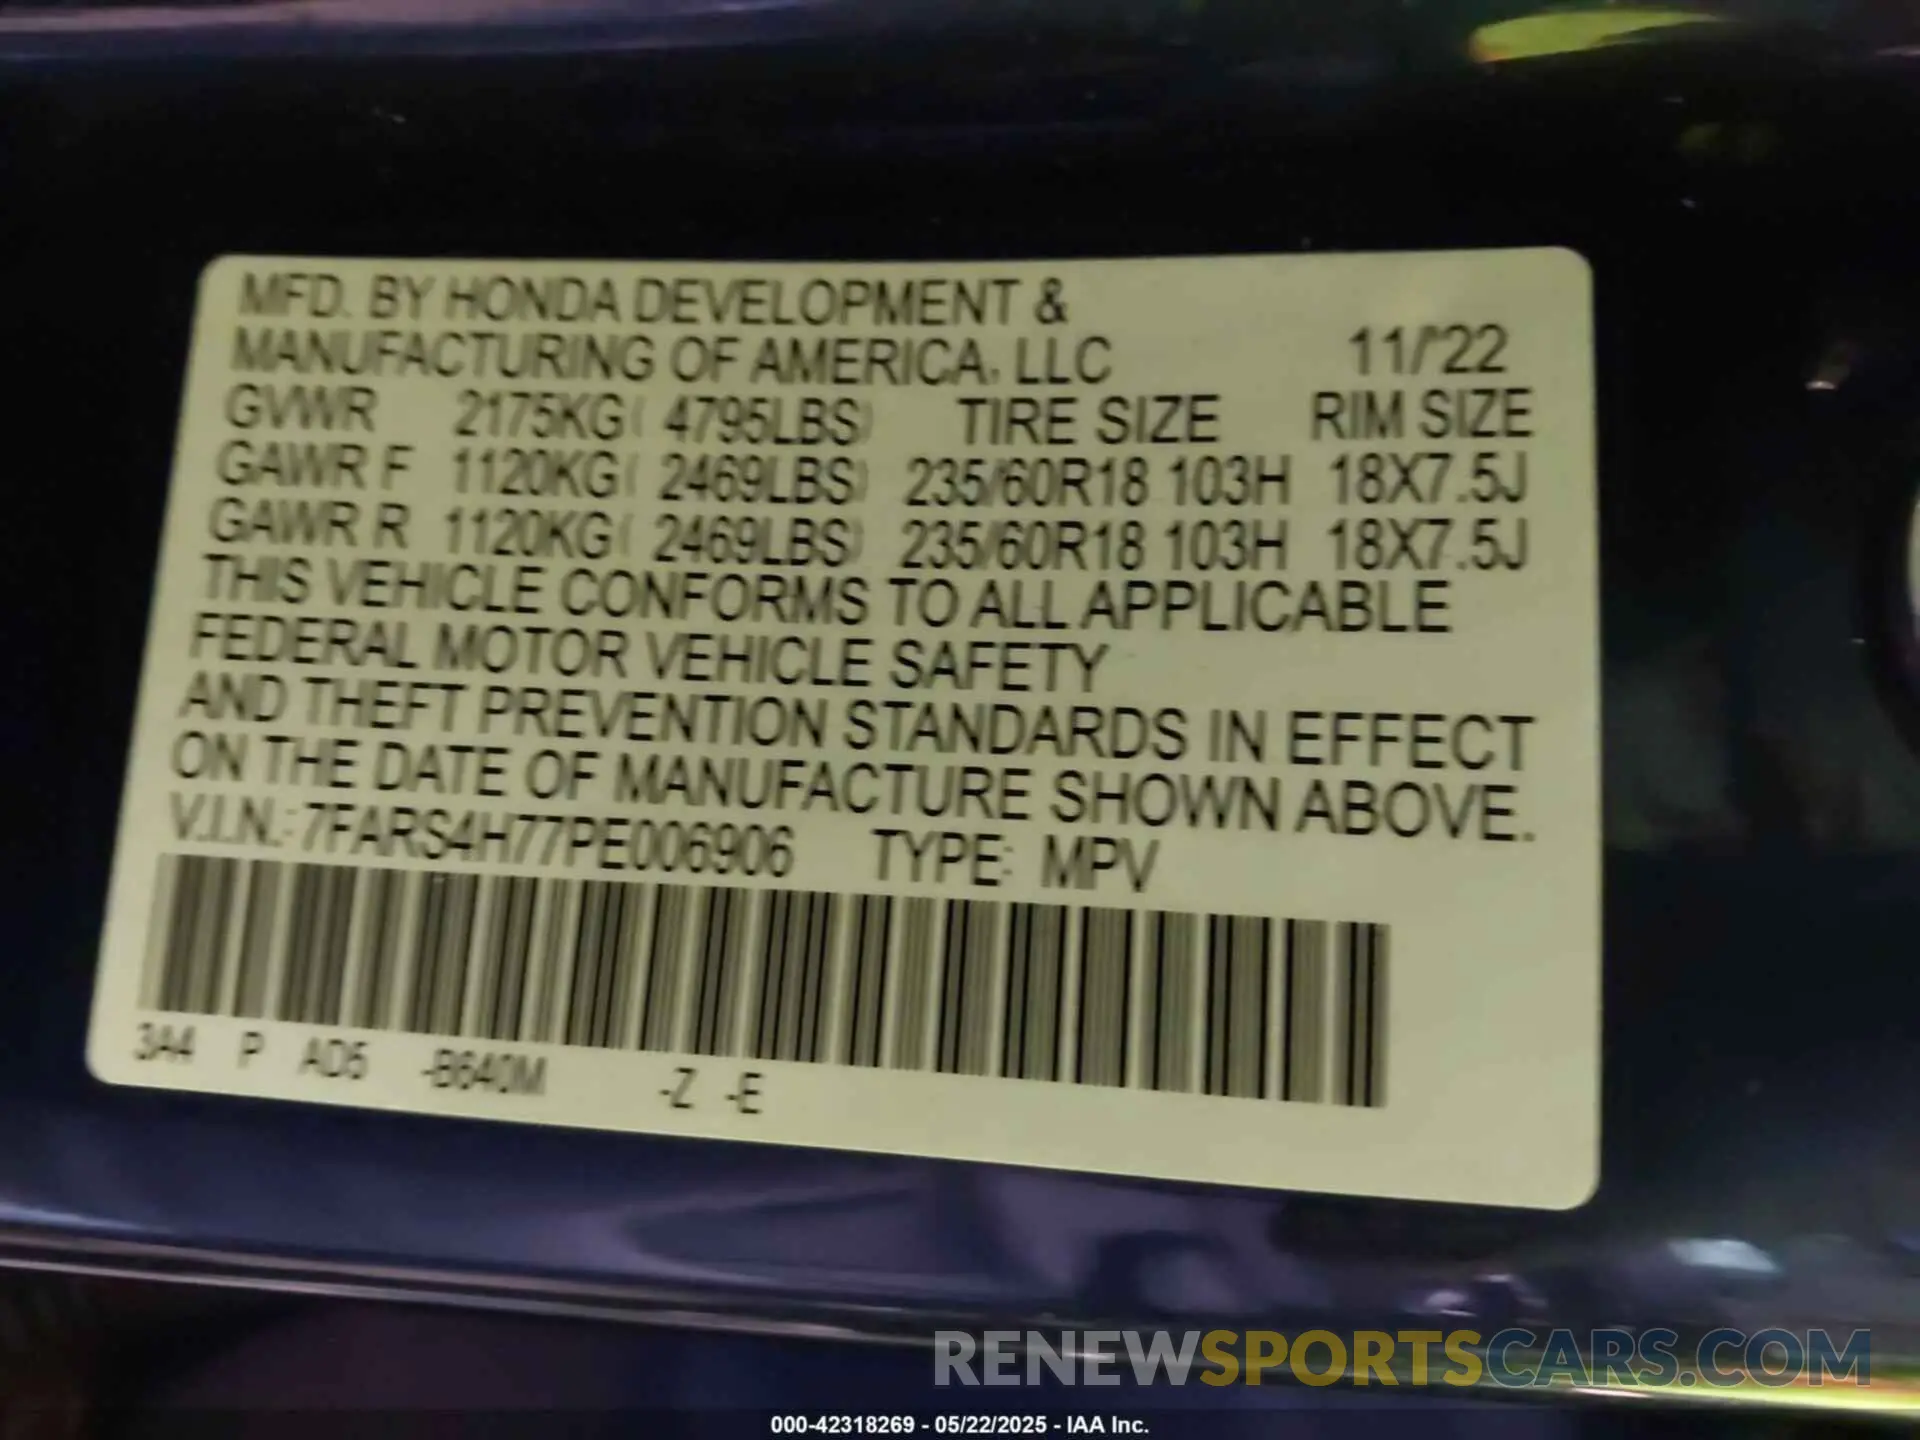 MFD. BY HONDA DEVELOPMENT &
MANUFACTURING OF AMERICA, LLC 11/'22
GVWR 2175KG( 4795LBS) TIRE SIZE RIM SIZE
GAWR F 1120KG( 2469LBS) 235/60R18 103H 18X7.5J
GAWR R 1120KG( 2469LBS) 235/60R18 103H 18X7.5J
THIS VEHICLE CONFORMS TO ALL APPLICABLE
FEDERAL MOTOR VEHICLE SAFETY
AND THEFT PREVENTION STANDARDS IN EFFECT
ON THE DATE OF MANUFACTURE SHOWN ABOVE.
V.I.N.: 7FARS4H77PE006906 TYPE: MPV
3A4 P AD5 -B640M -Z -E
RENEWSPORTSCARS.COM
000-42318269 - 05/22/2025 - IAA Inc.